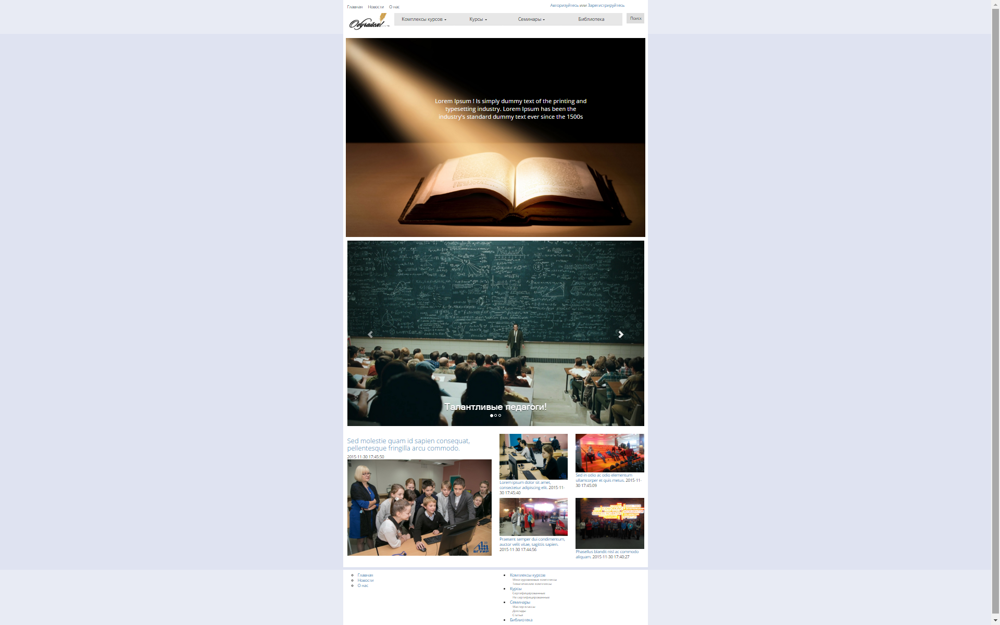 Главная Новости О нас
Авторизуйтесь или Зарегистрируйтесь
Обучайся!
Комплексы курсов Курсы Семинары Библиотека
Поиск
Lorem Ipsum ! Is simply dummy text of the printing and
typesetting industry. Lorem Ipsum has been the
industry's standard dummy text ever since the 1500s
Талантливые педагоги!
Sed molestie quam id sapien consequat,
pellentesque fringilla arcu commodo.
2015-11-30 17:45:50
БГУИР
Lorem ipsum dolor sit amet,
consectetur adipiscing elit. 2015-11-
30 17:45:40
Sed in odio ac odio elementum
ullamcorper et quis metus. 2015-11-
30 17:45:09
Praesent semper dui condimentum,
auctor velit vitae, sagittis sapien.
2015-11-30 17:44:56
COWORKING
Phasellus blandit nisl ac commodo
aliquam. 2015-11-30 17:40:27
Главная
Новости
О нас
Комплексы курсов
Многоуровневые комплексы
Тематические комплексы
Курсы
Сертифицированные
Не сертифицированные
Семинары
Мастер-классы
Доклады
Статьи
Библиотека